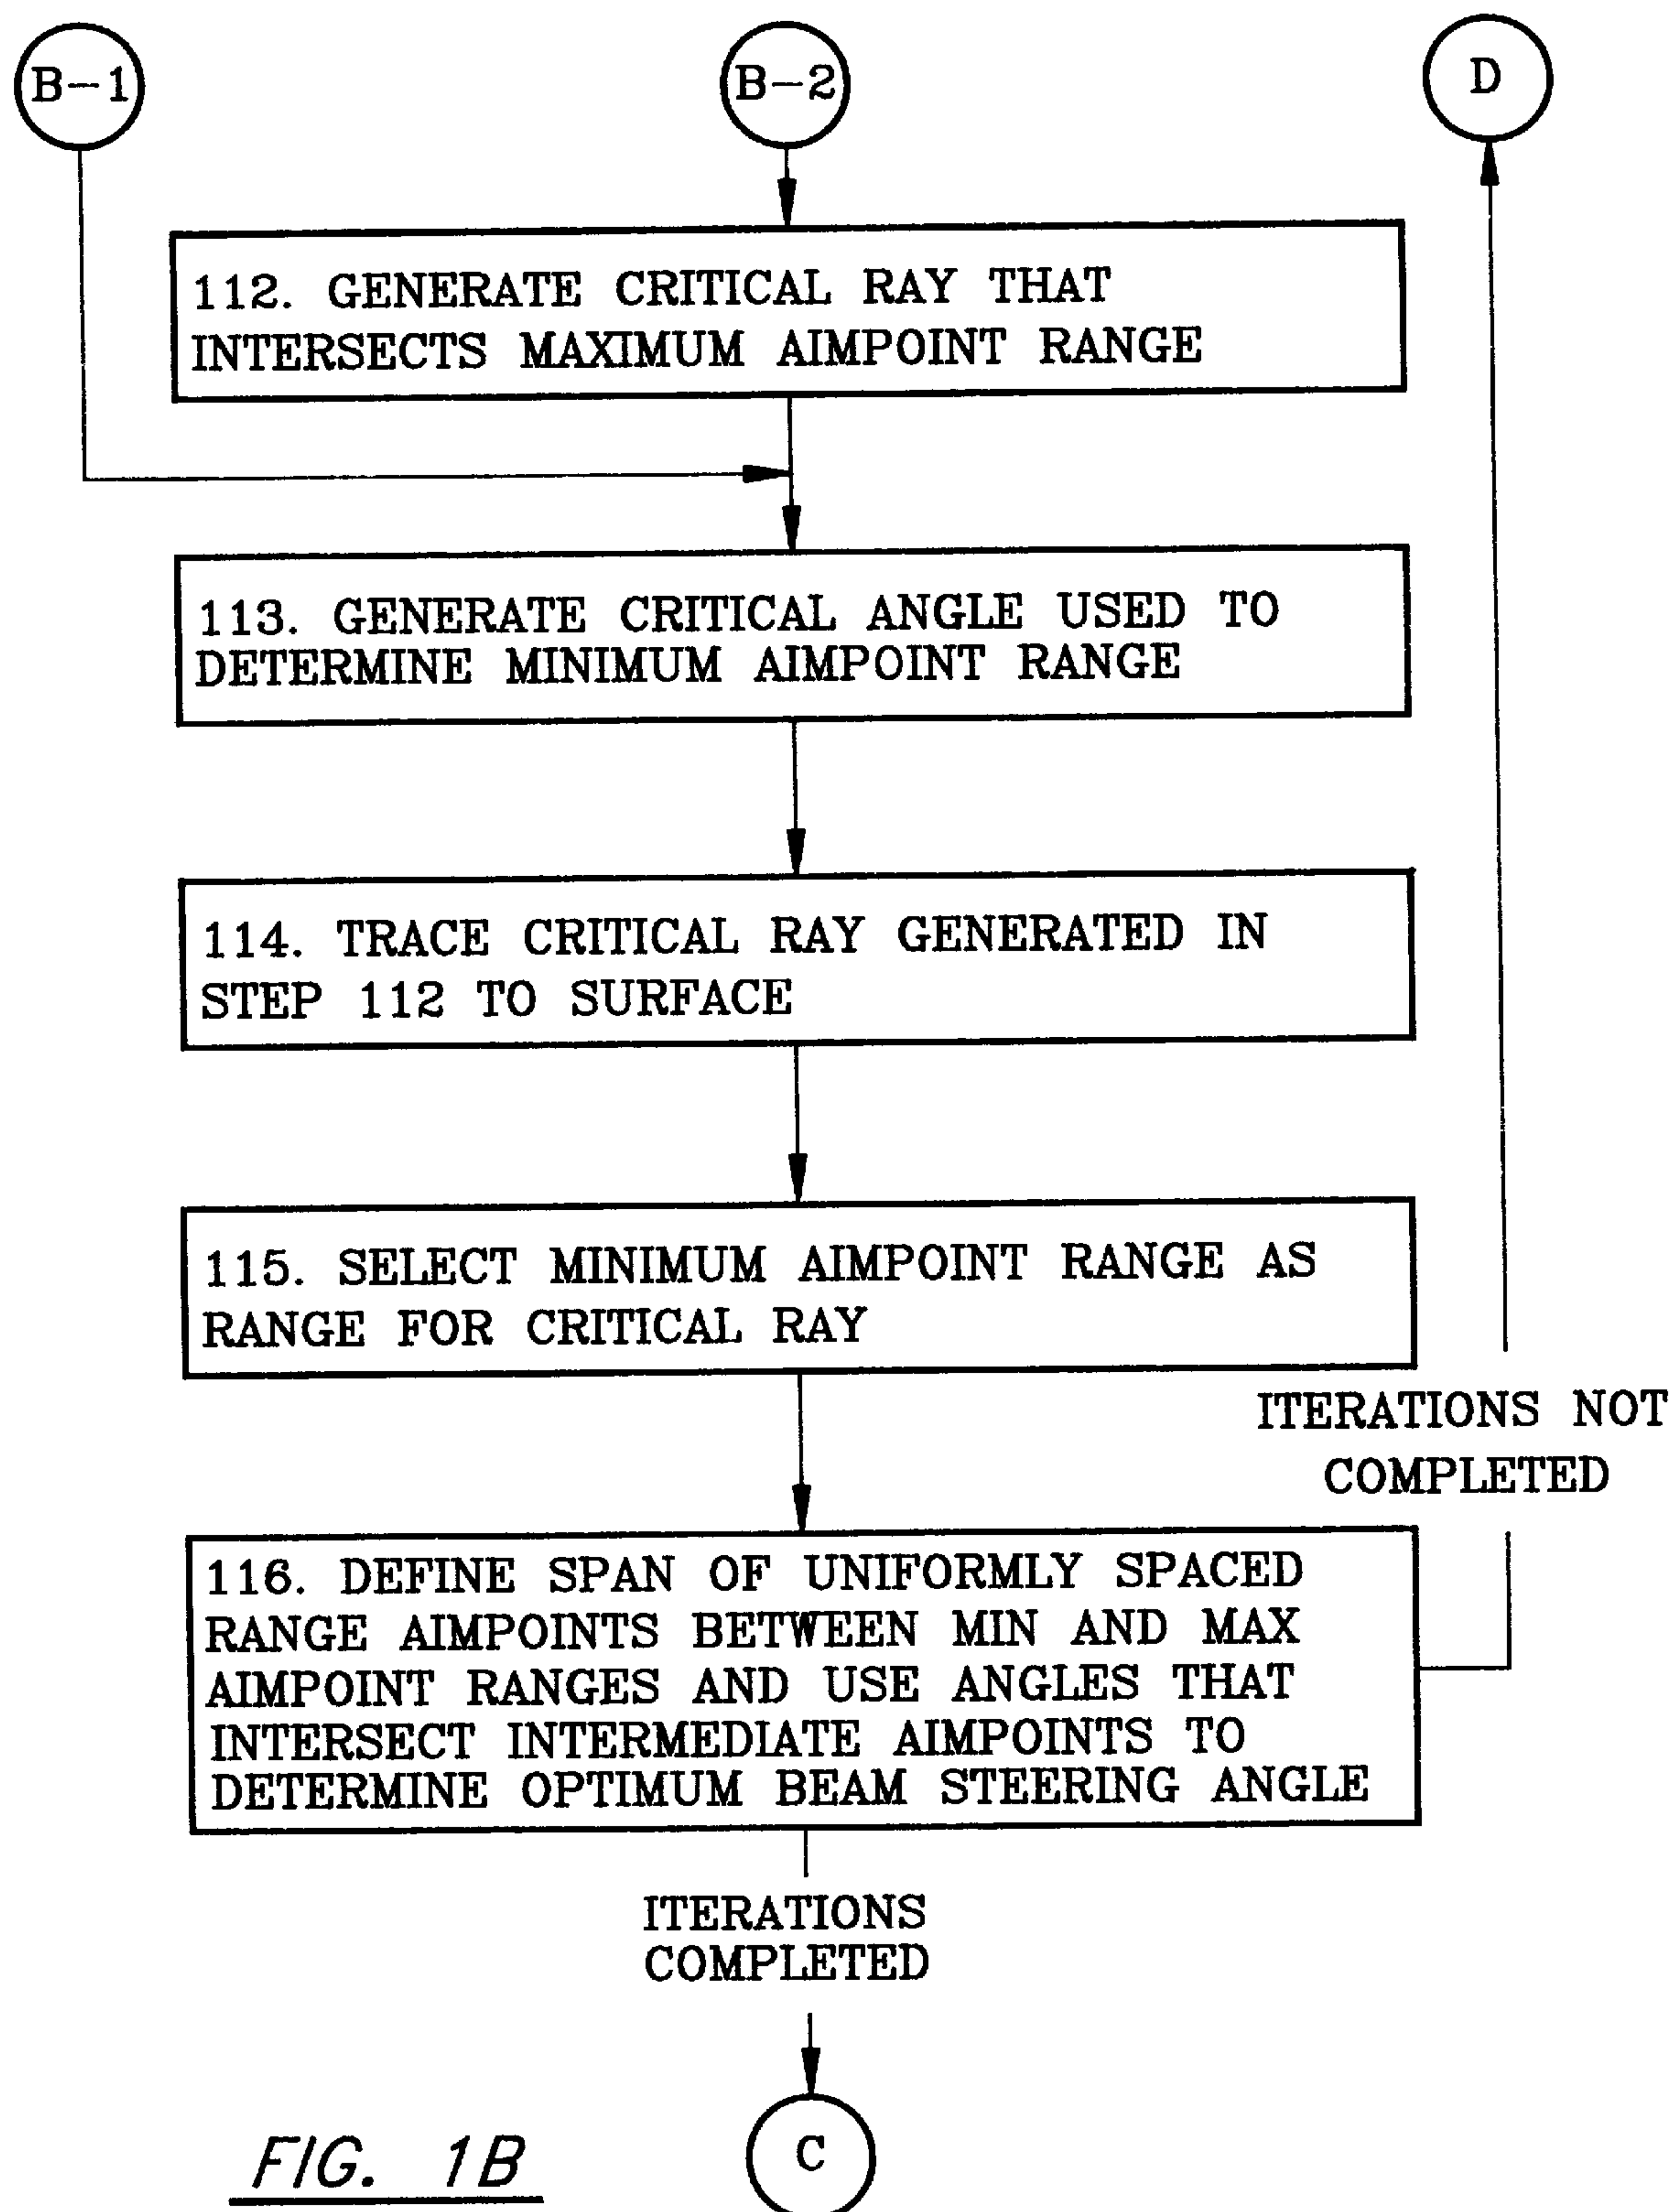 B-1
B-2
D
112. GENERATE CRITICAL RAY THAT
INTERSECTS MAXIMUM AIMPOINT RANGE
113. GENERATE CRITICAL ANGLE USED TO
DETERMINE MINIMUM AIMPOINT RANGE
114. TRACE CRITICAL RAY GENERATED IN
STEP 112 TO SURFACE
115. SELECT MINIMUM AIMPOINT RANGE AS
RANGE FOR CRITICAL RAY
ITERATIONS NOT
COMPLETED
116. DEFINE SPAN OF UNIFORMLY SPACED
RANGE AIMPOINTS BETWEEN MIN AND MAX
AIMPOINT RANGES AND USE ANGLES THAT
INTERSECT INTERMEDIATE AIMPOINTS TO
DETERMINE OPTIMUM BEAM STEERING ANGLE
ITERATIONS
COMPLETED
C
FIG. 1B